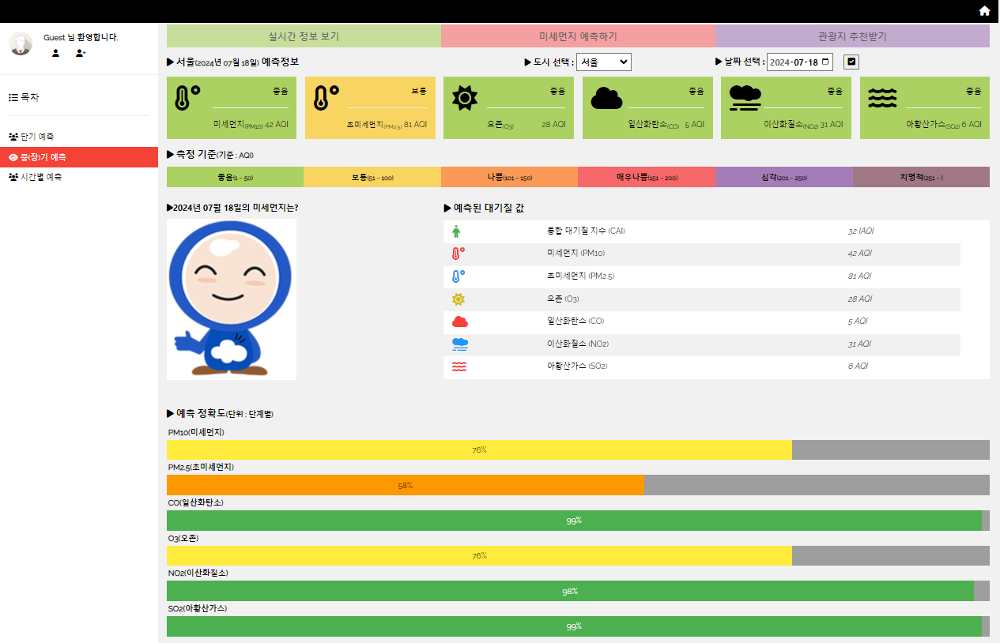 Guest 님 환영합니다.
목차
단기 예측
중(장)기 예측
시간별 예측
실시간 정보 보기 미세먼지 예측하기 관광지 추천받기
▶ 서울(2024년 07월 18일) 예측정보 ▶ 도시 선택 : 서울 ▶ 날짜 선택 : 2024-07-18
좋음 보통 좋음 좋음 좋음 좋음
미세먼지(PM10) 42 AQI 초미세먼지(PM2.5) 81 AQI 오존(O3) 28 AQI 일산화탄소(CO) 5 AQI 이산화질소(NO2) 31 AQI 아황산가스(SO2) 6 AQI
▶ 측정 기준(기준 : AQI)
좋음(1 ~ 50) 보통(51 ~ 100) 나쁨(101 ~ 150) 매우나쁨(151 ~ 200) 심각(201 ~ 250) 치명적(251 ~ )
▶2024년 07월 18일의 미세먼지는?
▶ 예측된 대기질 값
통합 대기질 지수 (CAI) 32 IAQI
미세먼지 (PM10) 42 AQI
초미세먼지 (PM2.5) 81 AQI
오존 (O3) 28 AQI
일산화탄소 (CO) 5 AQI
이산화질소 (NO2) 31 AQI
아황산가스 (SO2) 6 AQI
▶ 예측 정확도(단위 : 단계별)
PM10(미세먼지)
76%
PM2.5(초미세먼지)
58%
CO(일산화탄소)
99%
O3(오존)
76%
NO2(이산화질소)
98%
SO2(아황산가스)
99%